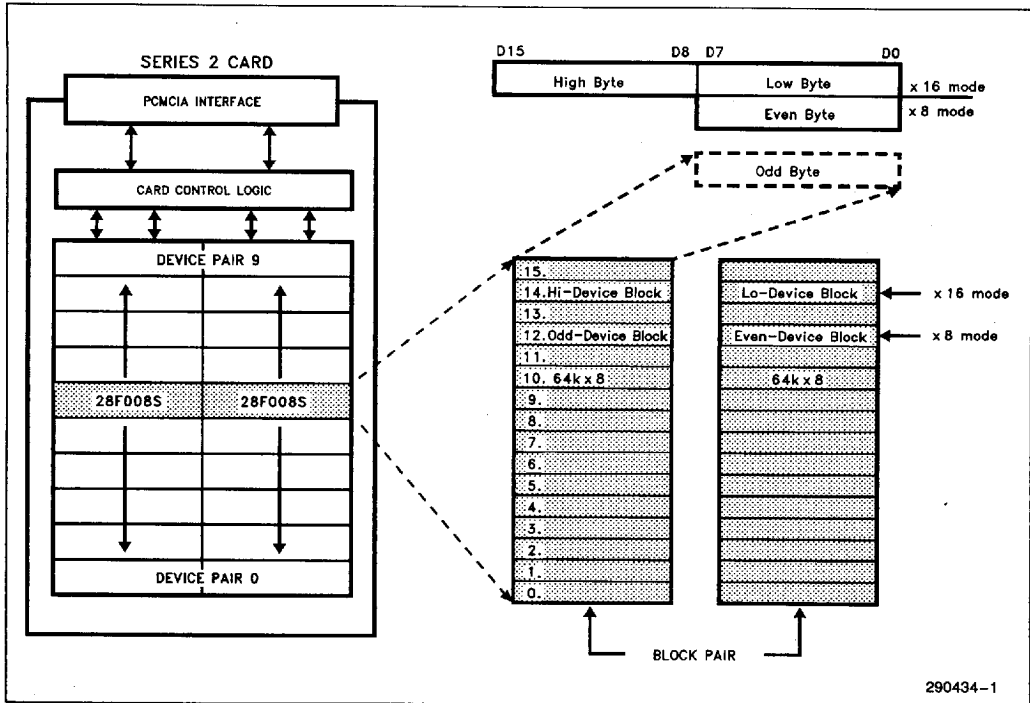 SERIES 2 CARD
PCMCIA INTERFACE
CARD CONTROL LOGIC
DEVICE PAIR 9
28F008S 28F008S
DEVICE PAIR 0
D15 D8 D7 D0
High Byte Low Byte x 16 mode
Even Byte x 8 mode
Odd Byte
15.
14. Hi-Device Block Lo-Device Block x 16 mode
13.
12. Odd-Device Block Even-Device Block x 8 mode
11.
10. 64k x 8 64k x 8
9.
8.
7.
6.
5.
4.
3.
2.
1.
0.
BLOCK PAIR
290434-1